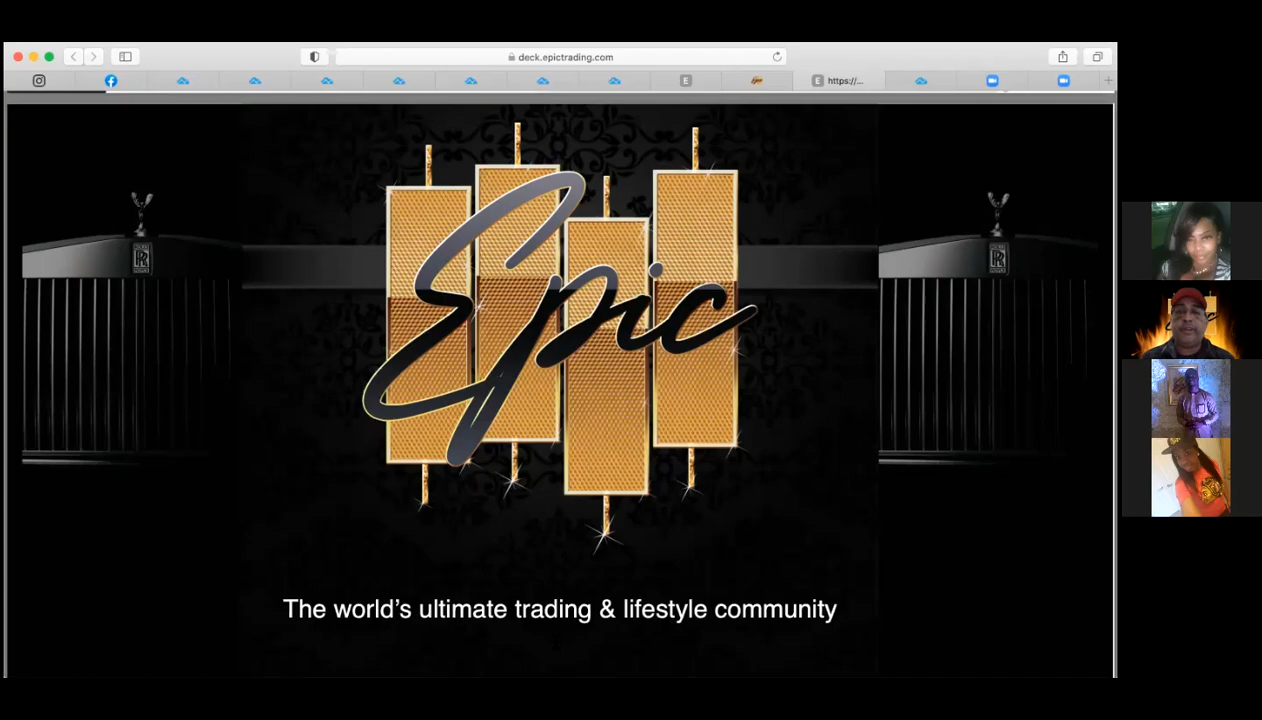 deck.epictrading.com
E
E
https://...
Epic
The world's ultimate trading & lifestyle community